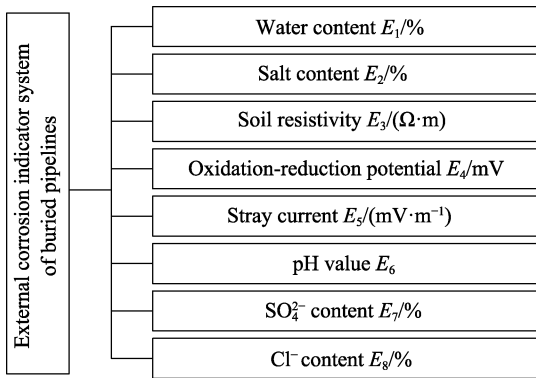 External corrosion indicator system
of buried pipelines
Water content E₁/%
Salt content E₂/%
Soil resistivity E₃/(Ω·m)
Oxidation-reduction potential E₄/mV
Stray current E₅/(mV·m⁻¹)
pH value E₆
SO₄²⁻ content E₇/%
Cl⁻ content E₈/%